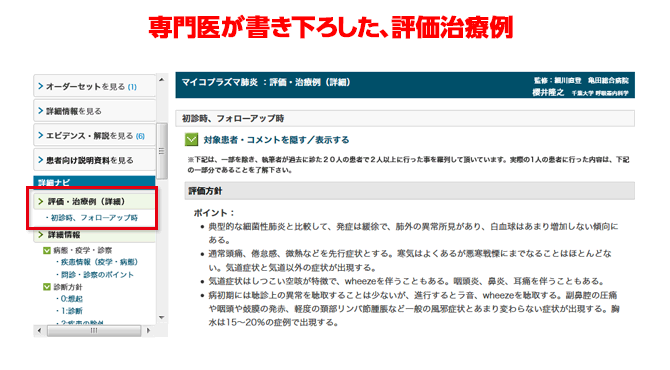 専門医が書き下ろした、評価治療例
オーダーセットを見る (1)
詳細情報を見る
エビデンス・解説を見る (6)
患者向け説明資料を見る
詳細ナビ
評価・治療例（詳細）
・初診時、フォローアップ時
詳細情報
病態・疫学・診察
・疾患情報（疫学・病態）
・問診・診察のポイント
診断方針
・0:想起
・1:診断
・2:疾患の除外
マイコプラズマ肺炎 ：評価・治療例（詳細）
監修：細川直登 亀田総合病院
櫻井隆之 千葉大学 呼吸器内科学
初診時、フォローアップ時
対象患者・コメントを隠す／表示する
※下記は、一部を除き、執筆者が過去に診た２０人の患者で２人以上に行った事を羅列して頂いています。実際の1人の患者に行った内容は、下記
の一部分であることを了解下さい。
評価方針
ポイント：
● 典型的な細菌性肺炎と比較して、発症は緩徐で、肺外の異常所見があり、白血球はあまり増加しない傾向に
ある。
● 通常頭痛、倦怠感、微熱などを先行症状とする。寒気はよくあるが悪寒戦慄にまでなることはほとんどな
い。気道症状と気道以外の症状が出現する。
● 気道症状はしつこい空咳が特徴で、wheezeを伴うこともある。咽頭炎、鼻炎、耳痛を伴うこともある。
● 病初期には聴診上の異常を聴取することは少ないが、進行するとラ音、wheezeを聴取する。副鼻腔の圧痛
や咽頭や鼓膜の発赤、軽度の頚部リンパ節腫脹など一般の風邪症状とあまり変わらない症状が出現する。胸
水は15～20%の症例で出現する。